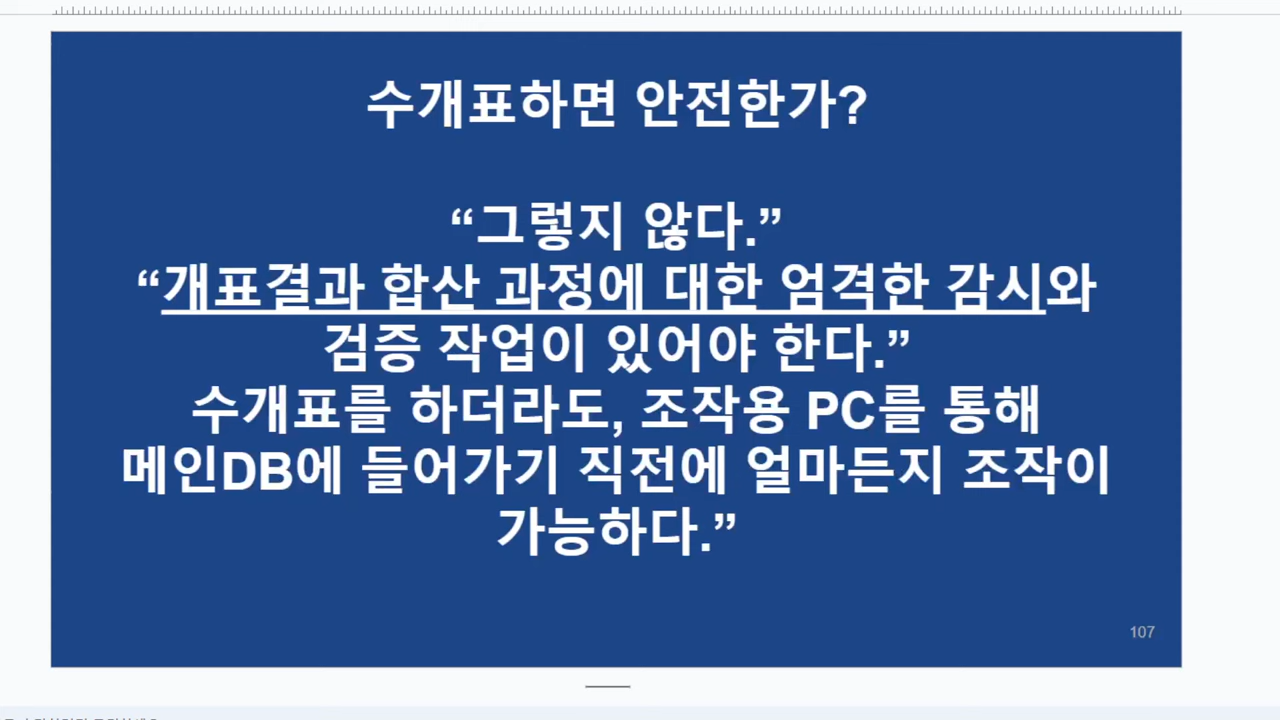 수개표하면 안전한가?
“그렇지 않다.”
“개표결과 합산 과정에 대한 엄격한 감시와
검증 작업이 있어야 한다.”
수개표를 하더라도, 조작용 PC를 통해
메인DB에 들어가기 직전에 얼마든지 조작이
가능하다.”
107